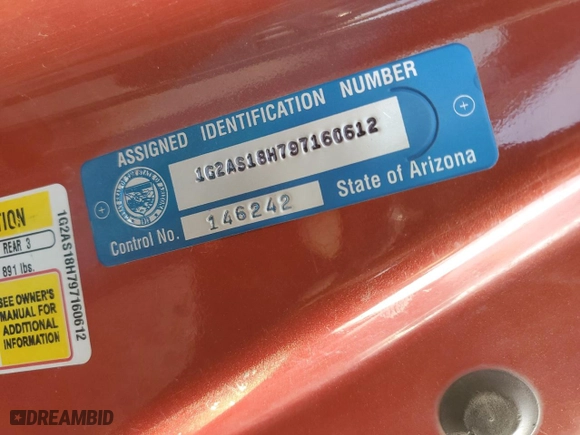 ASSIGNED IDENTIFICATION NUMBER
1G2AS18H797160612
Control No. 146242 State of Arizona
TION
REAR 3
891 lbs.
SEE OWNER'S
MANUAL FOR
ADDITIONAL
INFORMATION
1G2AS18H797160612
DREAMBID